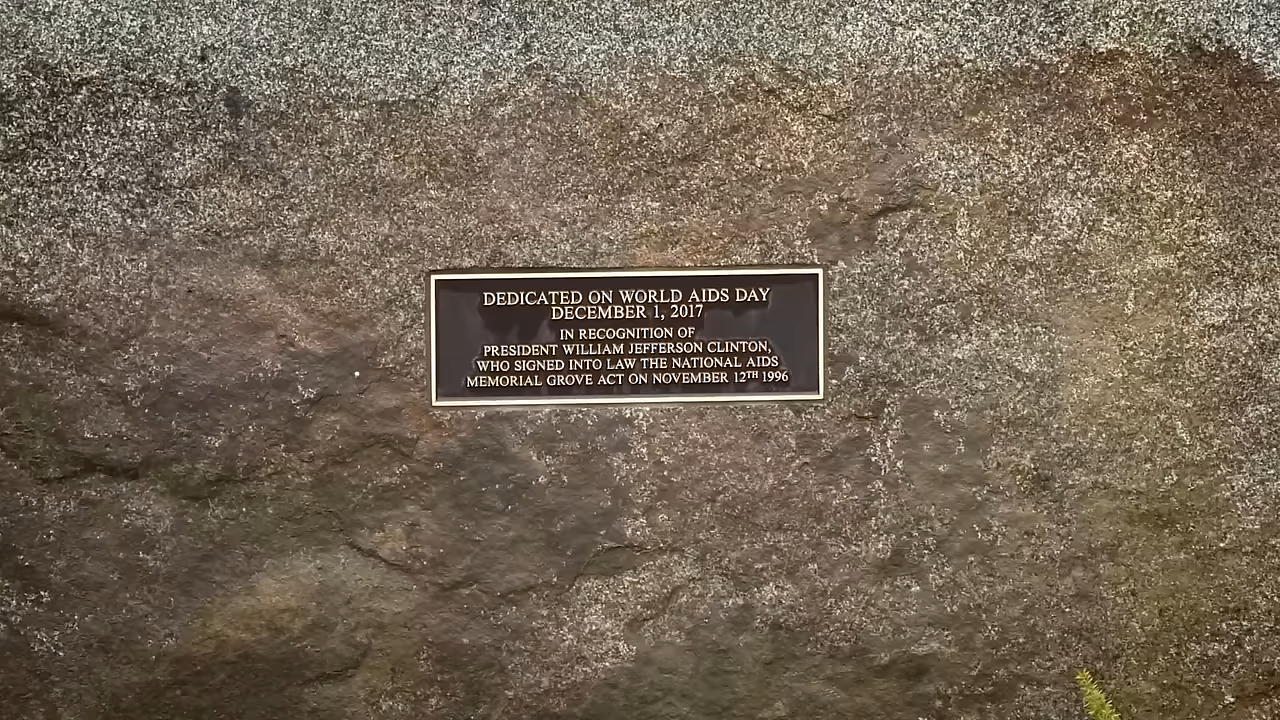 DEDICATED ON WORLD AIDS DAY
DECEMBER 1, 2017
IN RECOGNITION OF
PRESIDENT WILLIAM JEFFERSON CLINTON,
WHO SIGNED INTO LAW THE NATIONAL AIDS
MEMORIAL GROVE ACT ON NOVEMBER 12TH 1996